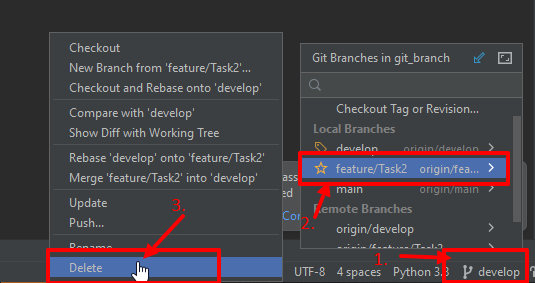 Checkout
New Branch from 'feature/Task2'...
Checkout and Rebase onto 'develop'
Compare with 'develop'
Show Diff with Working Tree
Rebase 'develop' onto 'feature/Task2'
Merge 'feature/Task2' into 'develop'
Update
Push...
Rename...
Delete
3.
Git Branches in git_branch
Checkout Tag or Revision...
Local Branches
develop origin/develop
feature/Task2 origin/fea...
main origin/main
Remote Branches
origin/develop
origin/feature/Task2
2.
1.
Con
UTF-8 4 spaces Python 3.8 develop